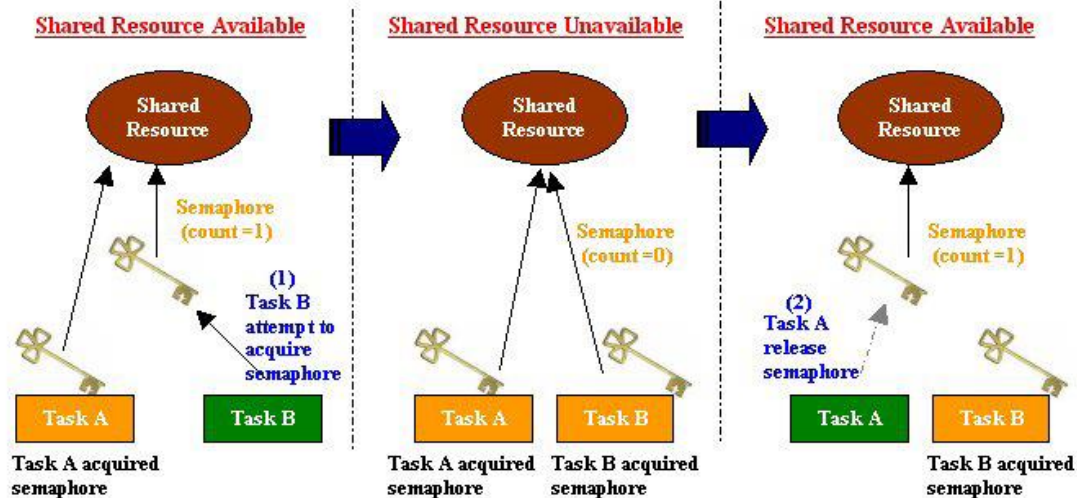 Shared Resource Available
Shared
Resource
Semaphore
(count =1)
(1)
Task B
attempt to
acquire
semaphore
Task A
Task B
Task A acquired
semaphore
Shared Resource Unavailable
Shared
Resource
Semaphore
(count =0)
Task A
Task B
Task A acquired
semaphore
Task B acquired
semaphore
Shared Resource Available
Shared
Resource
Semaphore
(count =1)
(2)
Task A
release
semaphore
Task A
Task B
Task B acquired
semaphore